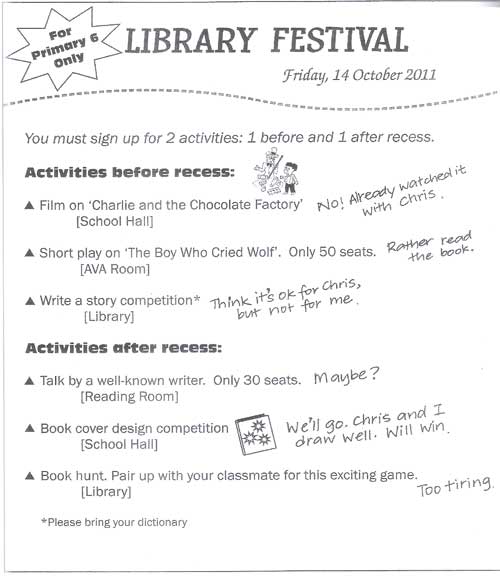 For
Primary 6
Only
LIBRARY FESTIVAL
Friday, 14 October 2011
You must sign up for 2 activities: 1 before and 1 after recess.
Activities before recess:
▲ Film on ‘Charlie and the Chocolate Factory’ No! Already watched it
[School Hall] with Chris.
▲ Short play on ‘The Boy Who Cried Wolf’. Only 50 seats. Rather read
[AVA Room] the book.
▲ Write a story competition* Think it's ok for Chris,
[Library] but not for me.
Activities after recess:
▲ Talk by a well-known writer. Only 30 seats. Maybe?
[Reading Room]
▲ Book cover design competition We'll go. Chris and I
[School Hall] draw well. Will win.
▲ Book hunt. Pair up with your classmate for this exciting game.
[Library] Too tiring.
*Please bring your dictionary